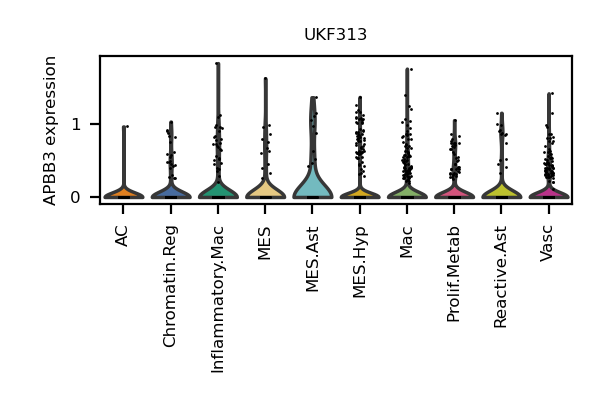 UKF313
APBB3 expression
1
0
AC
Chromatin.Reg
Inflammatory.Mac
MES
MES.Ast
MES.Hyp
Mac
Prolif.Metab
Reactive.Ast
Vasc